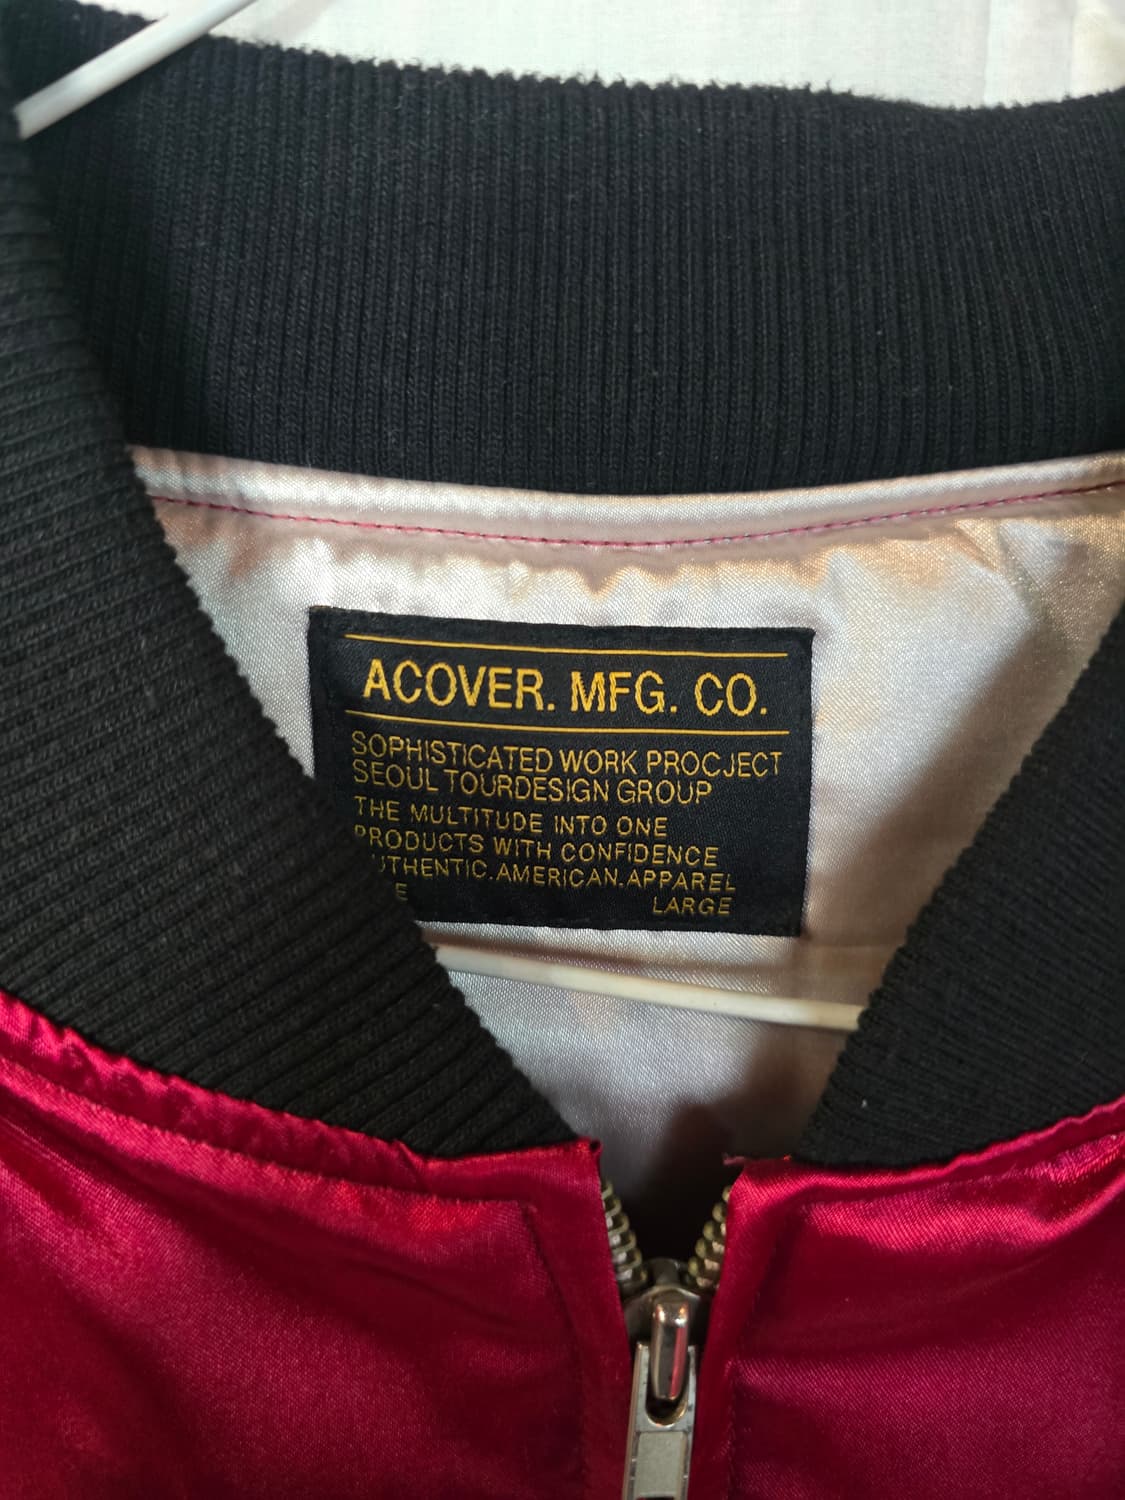 ACOVER. MFG. CO.
SOPHISTICATED WORK PROCJECT
SEOUL TOURDESIGN GROUP
THE MULTITUDE INTO ONE
PRODUCTS WITH CONFIDENCE
UTHENTIC.AMERICAN.APPAREL
LARGE